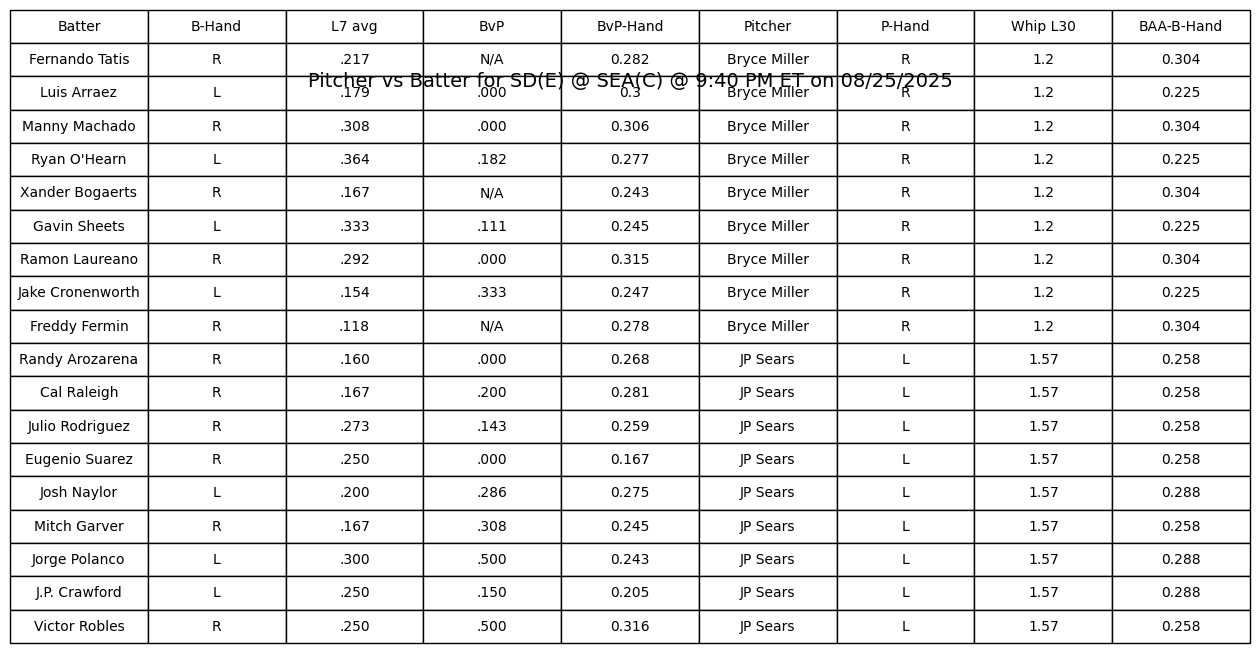 Batter B-Hand L7 avg BvP BvP-Hand Pitcher P-Hand Whip L30 BAA-B-Hand
Fernando Tatis R .217 N/A 0.282 Bryce Miller R 1.2 0.304
Pitcher vs Batter for SD(E) @ SEA(C) @ 9:40 PM ET on 08/25/2025
Luis Arraez L .179 .000 0.3 Bryce Miller R 1.2 0.225
Manny Machado R .308 .000 0.306 Bryce Miller R 1.2 0.304
Ryan O'Hearn L .364 .182 0.277 Bryce Miller R 1.2 0.225
Xander Bogaerts R .167 N/A 0.243 Bryce Miller R 1.2 0.304
Gavin Sheets L .333 .111 0.245 Bryce Miller R 1.2 0.225
Ramon Laureano R .292 .000 0.315 Bryce Miller R 1.2 0.304
Jake Cronenworth L .154 .333 0.247 Bryce Miller R 1.2 0.225
Freddy Fermin R .118 N/A 0.278 Bryce Miller R 1.2 0.304
Randy Arozarena R .160 .000 0.268 JP Sears L 1.57 0.258
Cal Raleigh R .167 .200 0.281 JP Sears L 1.57 0.258
Julio Rodriguez R .273 .143 0.259 JP Sears L 1.57 0.258
Eugenio Suarez R .250 .000 0.167 JP Sears L 1.57 0.258
Josh Naylor L .200 .286 0.275 JP Sears L 1.57 0.288
Mitch Garver R .167 .308 0.245 JP Sears L 1.57 0.258
Jorge Polanco L .300 .500 0.243 JP Sears L 1.57 0.288
J.P. Crawford L .250 .150 0.205 JP Sears L 1.57 0.288
Victor Robles R .250 .500 0.316 JP Sears L 1.57 0.258